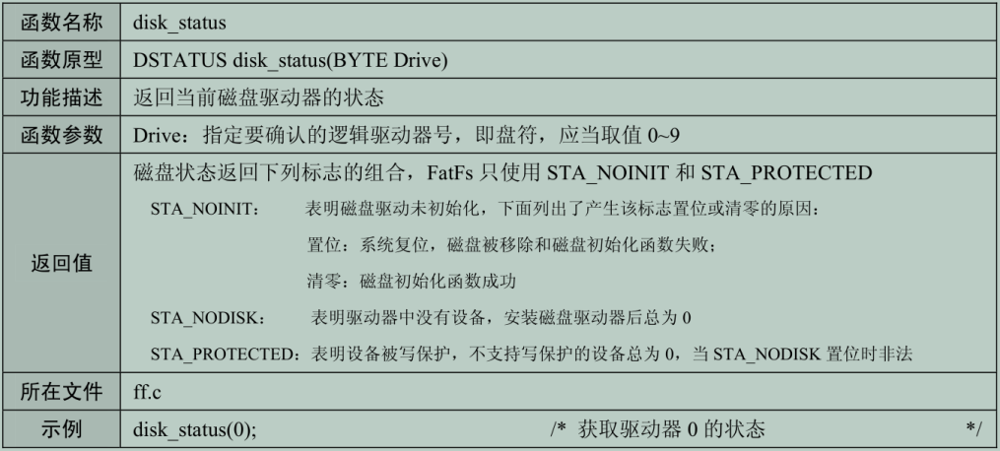 函数名称 disk_status
函数原型 DSTATUS disk_status(BYTE Drive)
功能描述 返回当前磁盘驱动器的状态
函数参数 Drive：指定要确认的逻辑驱动器号，即盘符，应当取值 0~9
返回值
磁盘状态返回下列标志的组合，FatFs 只使用 STA_NOINIT 和 STA_PROTECTED
STA_NOINIT： 表明磁盘驱动未初始化，下面列出了产生该标志置位或清零的原因：
置位：系统复位，磁盘被移除和磁盘初始化函数失败；
清零：磁盘初始化函数成功
STA_NODISK： 表明驱动器中没有设备，安装磁盘驱动器后总为 0
STA_PROTECTED：表明设备被写保护，不支持写保护的设备总为 0，当 STA_NODISK 置位时非法
所在文件 ff.c
示例 disk_status(0); /* 获取驱动器 0 的状态 */